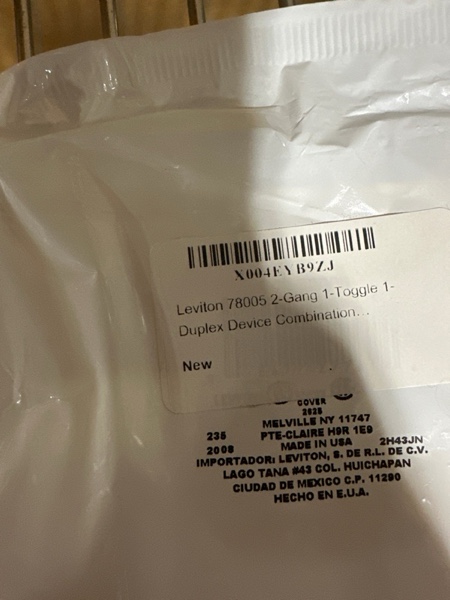 X004EYB9ZJ
Leviton 78005 2-Gang 1-Toggle 1-
Duplex Device Combination...
New
COVER
2025
MELVILLE NY 11747
235 PTE-CLAIRE H9R 1E9
2008 MADE IN USA 2H43JN
IMPORTADOR: LEVITON, S. DE R.L. DE C.V.
LAGO TANA #43 COL. HUICHAPAN
CIUDAD DE MEXICO C.P. 11290
HECHO EN E.U.A.